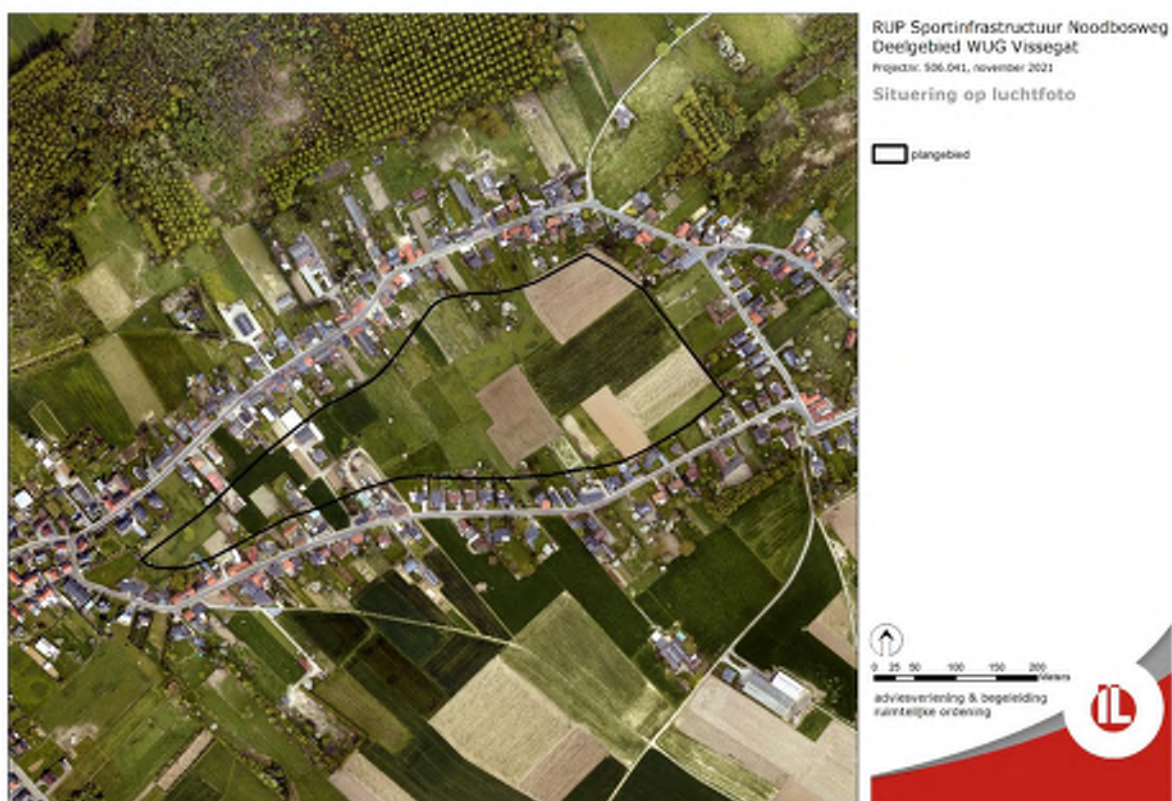 RUP Sportinfrastructuur Noodbosweg
Deelgebied WUG Vissegat
Projectnr. 506.041, november 2021
Situering op luchtfoto
plangebied
0 25 50 100 150 200
Meters
adviesverlening & begeleiding
ruimtelijke ordening
IL